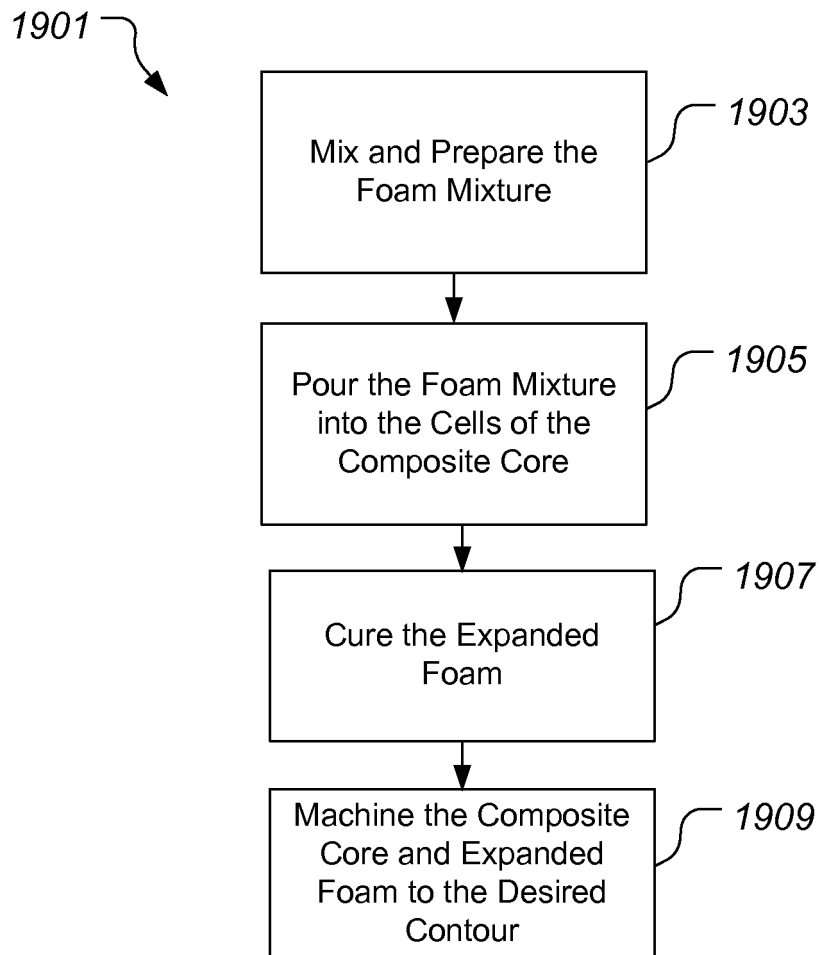 1901
1903
Mix and Prepare the
Foam Mixture
1905
Pour the Foam Mixture
into the Cells of the
Composite Core
1907
Cure the Expanded
Foam
1909
Machine the Composite
Core and Expanded
Foam to the Desired
Contour